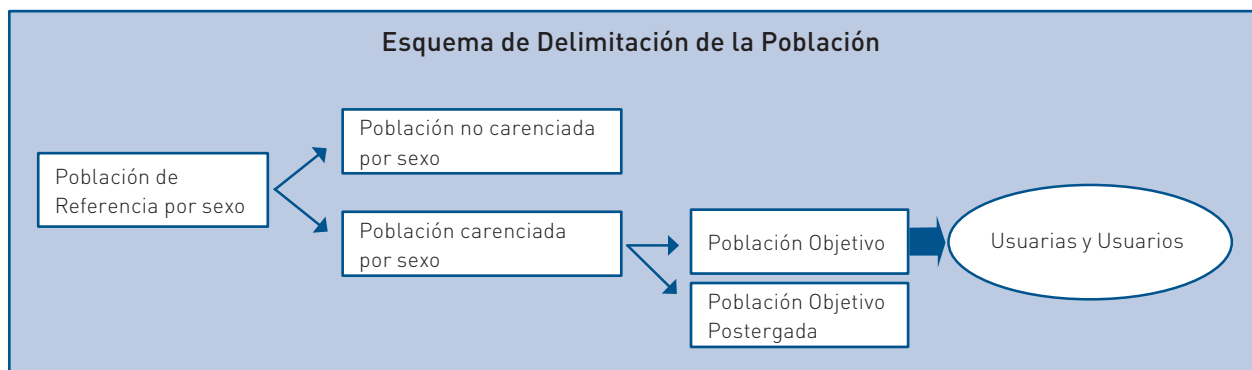 Esquema de Delimitación de la Población
Población de
Referencia por sexo
Población no carenciada
por sexo
Población carenciada
por sexo
Población Objetivo
Población Objetivo
Postergada
Usuarias y Usuarios